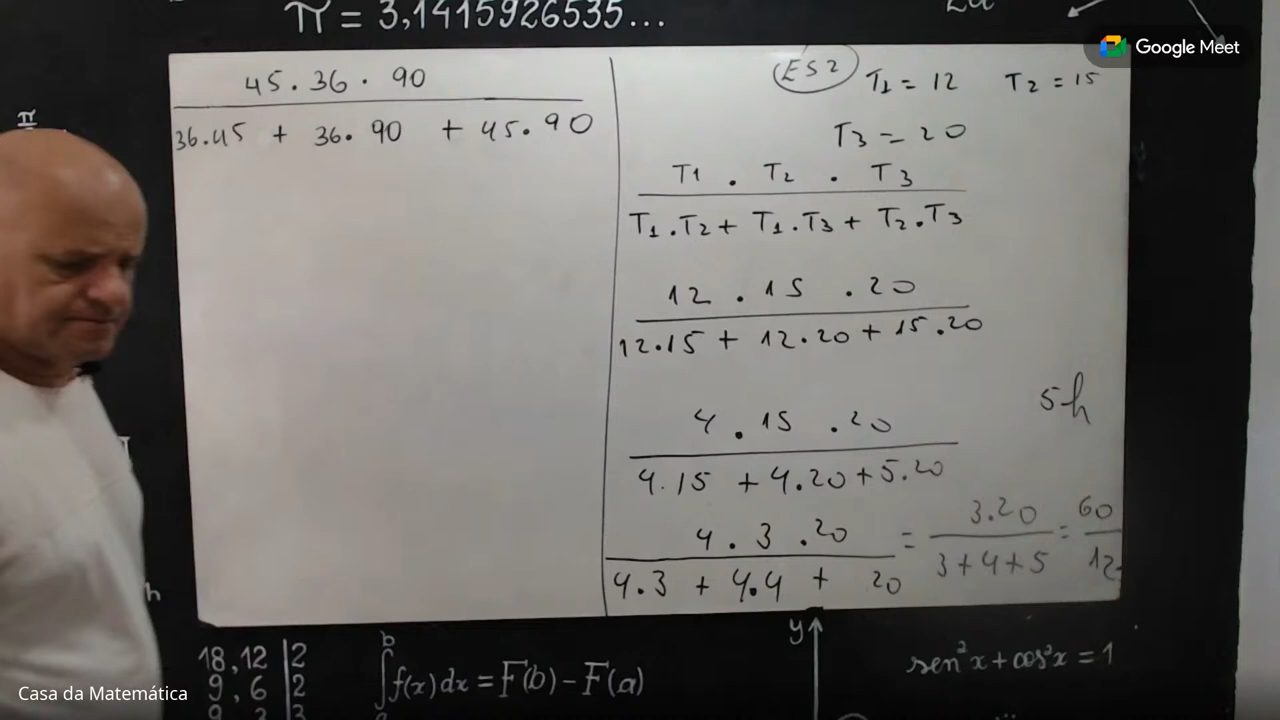 π = 3,1415926535...
Google Meet
45.36.90
36.45 + 36.90 + 45.90
ES2 T1 = 12 T2 = 15
T3 = 20
T1 . T2 . T3
T1.T2 + T1.T3 + T2.T3
12 . 15 . 20
12.15 + 12.20 + 15.20
5h
4 . 15 . 20
4.15 + 4.20 + 5.20
4 . 3 . 20 = 3.20 = 60
4.3 + 4.4 + 20 3+4+5 12
h
18,12 | 2
9,6 | 2
b
∫ f(x)dx = F(b) – F(a)
y
sen²x + cos²x = 1
Casa da Matemática